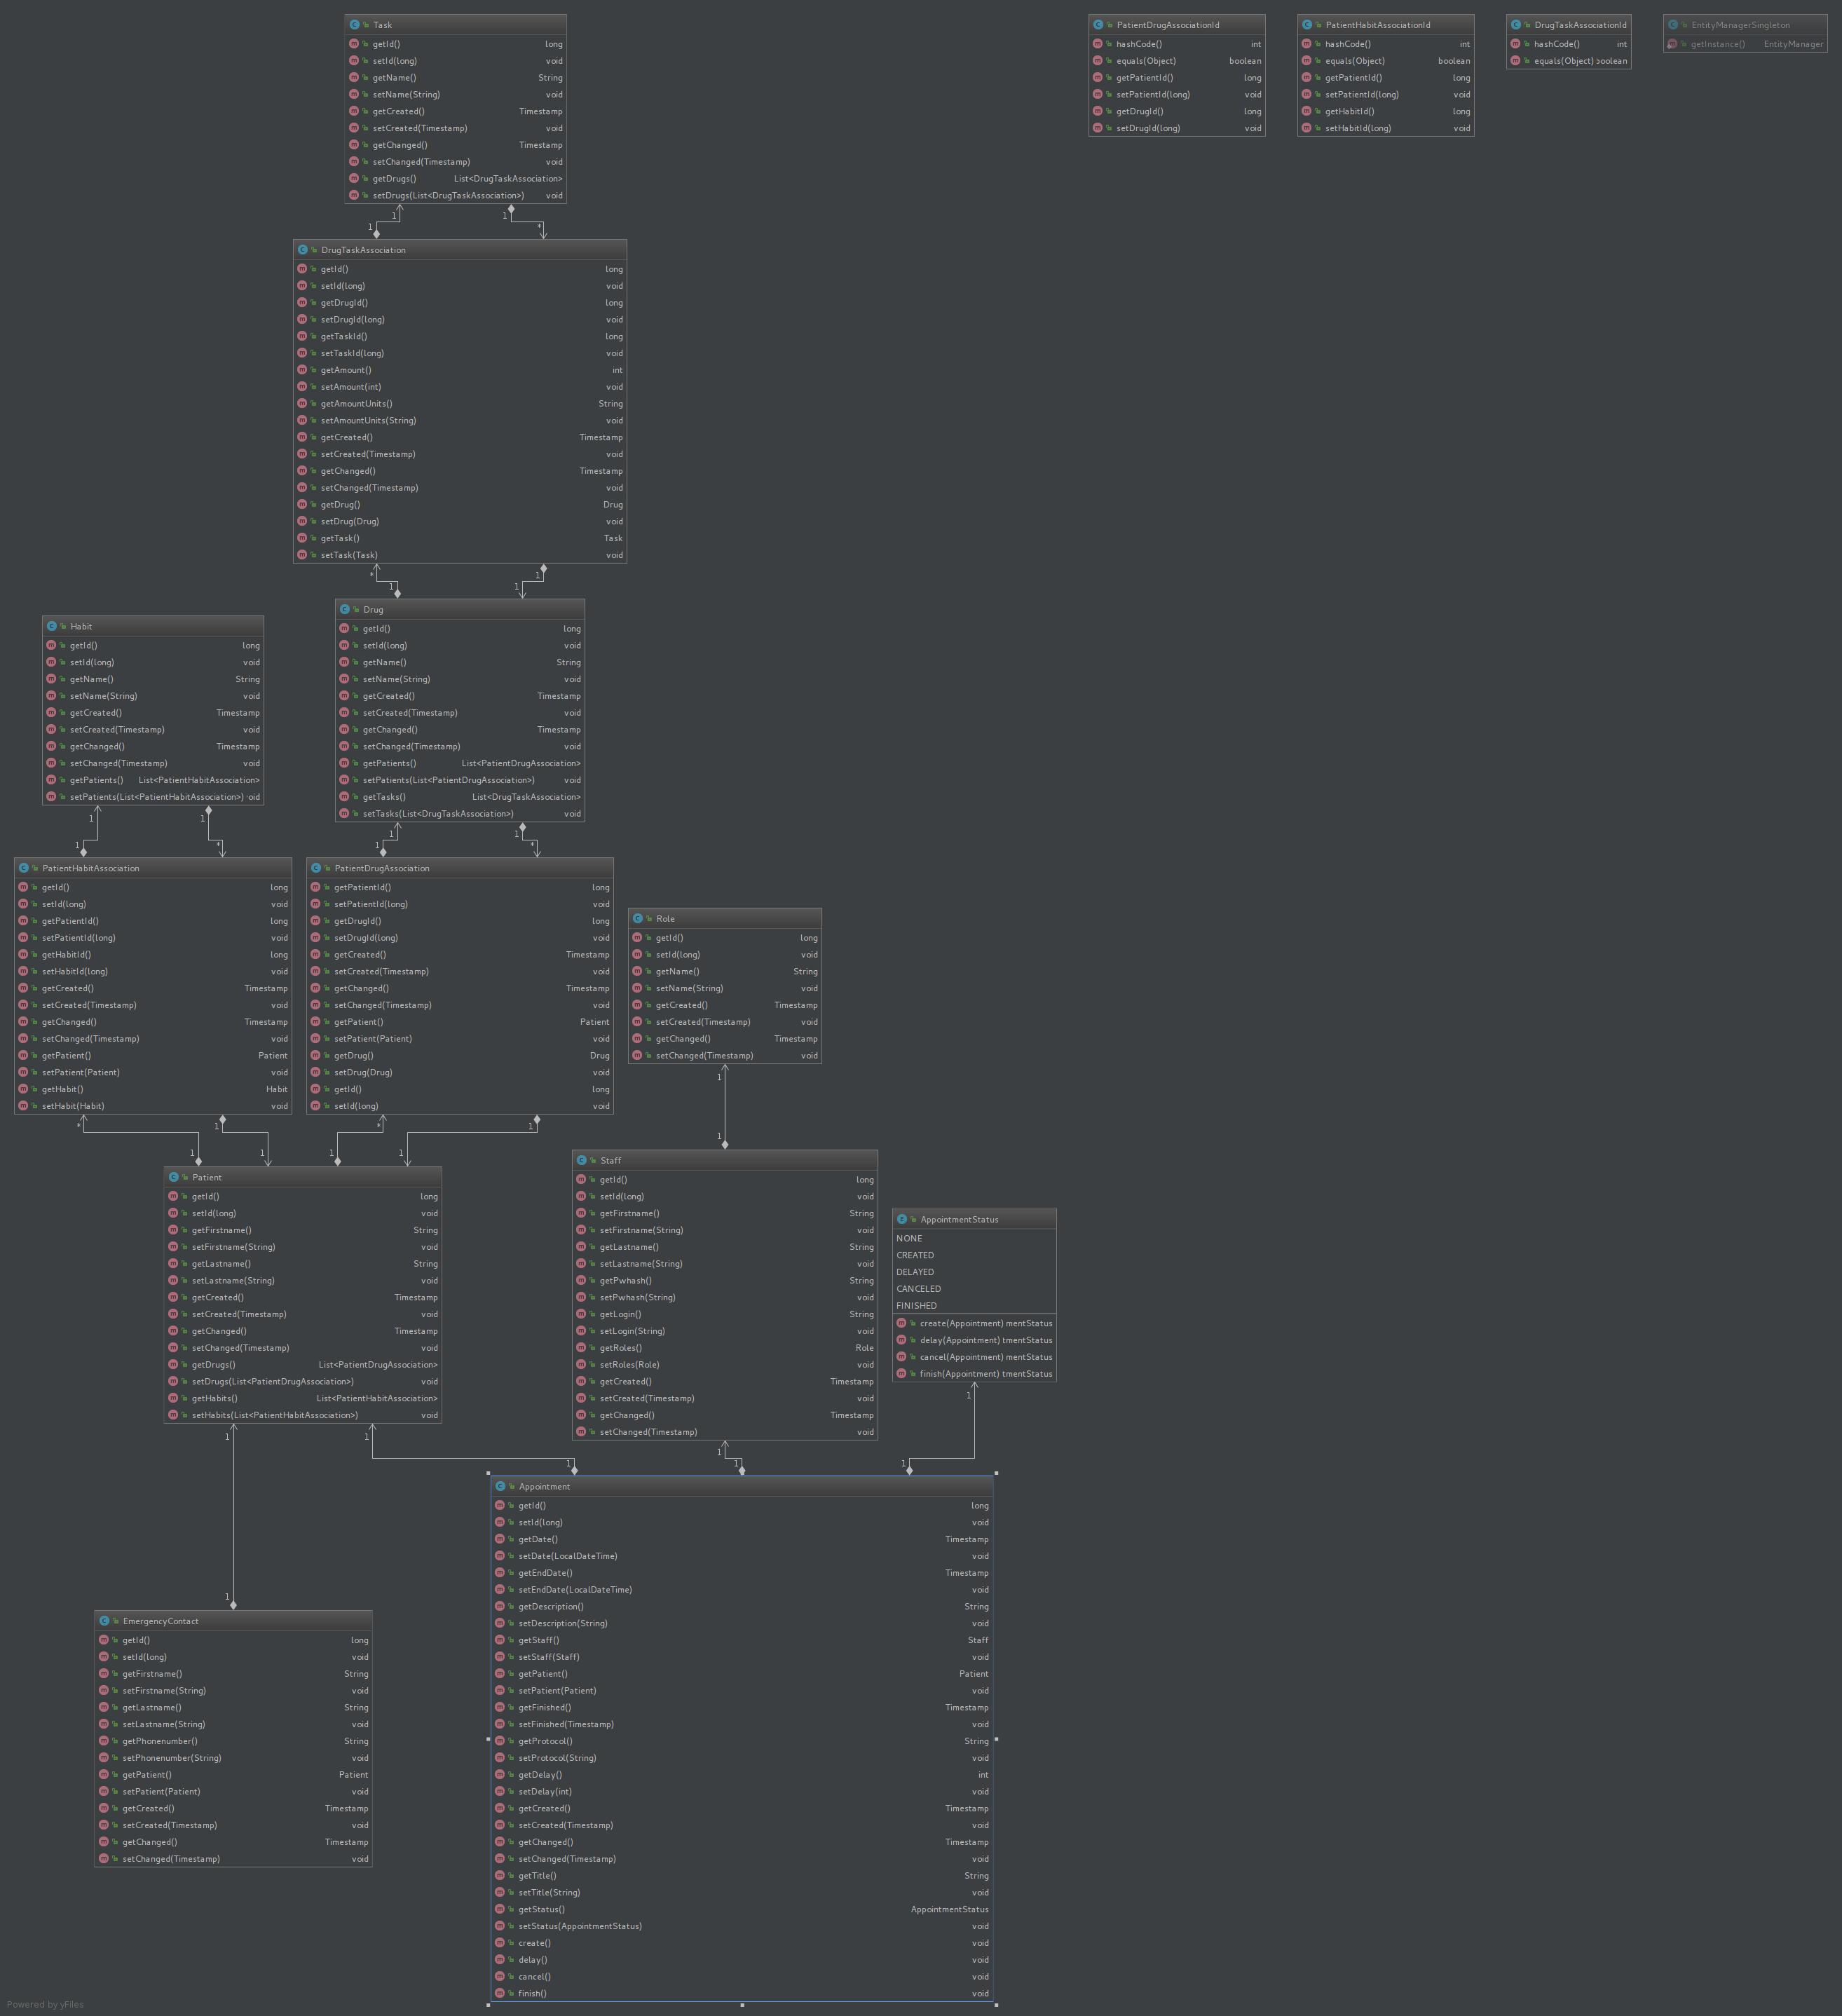 Task
getId() long
setId(long) void
getName() String
setName(String) void
getCreated() Timestamp
setCreated(Timestamp) void
getChanged() Timestamp
setChanged(Timestamp) void
getDrugs() List<DrugTaskAssociation>
setDrugs(List<DrugTaskAssociation>) void
1
1
1
*
PatientDrugAssociationId
hashCode() int
equals(Object) boolean
getPatientId() long
setPatientId(long) void
getDrugId() long
setDrugId(long) void
PatientHabitAssociationId
hashCode() int
equals(Object) boolean
getPatientId() long
setPatientId(long) void
getHabitId() long
setHabitId(long) void
DrugTaskAssociationId
hashCode() int
equals(Object) boolean
EntityManagerSingleton
getInstance() EntityManager
DrugTaskAssociation
getId() long
setId(long) void
getDrugId() long
setDrugId(long) void
getTaskId() long
setTaskId(long) void
getAmount() int
setAmount(int) void
getAmountUnits() String
setAmountUnits(String) void
getCreated() Timestamp
setCreated(Timestamp) void
getChanged() Timestamp
setChanged(Timestamp) void
getDrug() Drug
setDrug(Drug) void
getTask() Task
setTask(Task) void
*
1
1
1
Habit
getId() long
setId(long) void
getName() String
setName(String) void
getCreated() Timestamp
setCreated(Timestamp) void
getChanged() Timestamp
setChanged(Timestamp) void
getPatients() List<PatientHabitAssociation>
setPatients(List<PatientHabitAssociation>) oid
1
1
1
*
Drug
getId() long
setId(long) void
getName() String
setName(String) void
getCreated() Timestamp
setCreated(Timestamp) void
getChanged() Timestamp
setChanged(Timestamp) void
getPatients() List<PatientDrugAssociation>
setPatients(List<PatientDrugAssociation>) void
getTasks() List<DrugTaskAssociation>
setTasks(List<DrugTaskAssociation>) void
1
1
1
*
PatientHabitAssociation
getId() long
setId(long) void
getPatientId() long
setPatientId(long) void
getHabitId() long
setHabitId(long) void
getCreated() Timestamp
setCreated(Timestamp) void
getChanged() Timestamp
setChanged(Timestamp) void
getPatient() Patient
setPatient(Patient) void
getHabit() Habit
setHabit(Habit) void
*
1
1
1
PatientDrugAssociation
getPatientId() long
setPatientId(long) void
getDrugId() long
setDrugId(long) void
getCreated() Timestamp
setCreated(Timestamp) void
getChanged() Timestamp
setChanged(Timestamp) void
getPatient() Patient
setPatient(Patient) void
getDrug() Drug
setDrug(Drug) void
getId() long
setId(long) void
*
1
1
1
Role
getId() long
setId(long) void
getName() String
setName(String) void
getCreated() Timestamp
setCreated(Timestamp) void
getChanged() Timestamp
setChanged(Timestamp) void
1
1
Patient
getId() long
setId(long) void
getFirstname() String
setFirstname(String) void
getLastname() String
setLastname(String) void
getCreated() Timestamp
setCreated(Timestamp) void
getChanged() Timestamp
setChanged(Timestamp) void
getDrugs() List<PatientDrugAssociation>
setDrugs(List<PatientDrugAssociation>) void
getHabits() List<PatientHabitAssociation>
setHabits(List<PatientHabitAssociation>) void
1
1
1
1
Staff
getId() long
setId(long) void
getFirstname() String
setFirstname(String) void
getLastname() String
setLastname(String) void
getPwhash() String
setPwhash(String) void
getLogin() String
setLogin(String) void
getRoles() Role
setRoles(Role) void
getCreated() Timestamp
setCreated(Timestamp) void
getChanged() Timestamp
setChanged(Timestamp) void
1
1
AppointmentStatus
NONE
CREATED
DELAYED
CANCELED
FINISHED
create(Appointment) mentStatus
delay(Appointment) tmentStatus
cancel(Appointment) mentStatus
finish(Appointment) tmentStatus
1
1
EmergencyContact
getId() long
setId(long) void
getFirstname() String
setFirstname(String) void
getLastname() String
setLastname(String) void
getPhonenumber() String
setPhonenumber(String) void
getPatient() Patient
setPatient(Patient) void
getCreated() Timestamp
setCreated(Timestamp) void
getChanged() Timestamp
setChanged(Timestamp) void
Appointment
getId() long
setId(long) void
getDate() Timestamp
setDate(LocalDateTime) void
getEndDate() Timestamp
setEndDate(LocalDateTime) void
getDescription() String
setDescription(String) void
getStaff() Staff
setStaff(Staff) void
getPatient() Patient
setPatient(Patient) void
getFinished() Timestamp
setFinished(Timestamp) void
getProtocol() String
setProtocol(String) void
getDelay() int
setDelay(int) void
getCreated() Timestamp
setCreated(Timestamp) void
getChanged() Timestamp
setChanged(Timestamp) void
getTitle() String
setTitle(String) void
getStatus() AppointmentStatus
setStatus(AppointmentStatus) void
create() void
delay() void
cancel() void
finish() void
Powered by yFiles